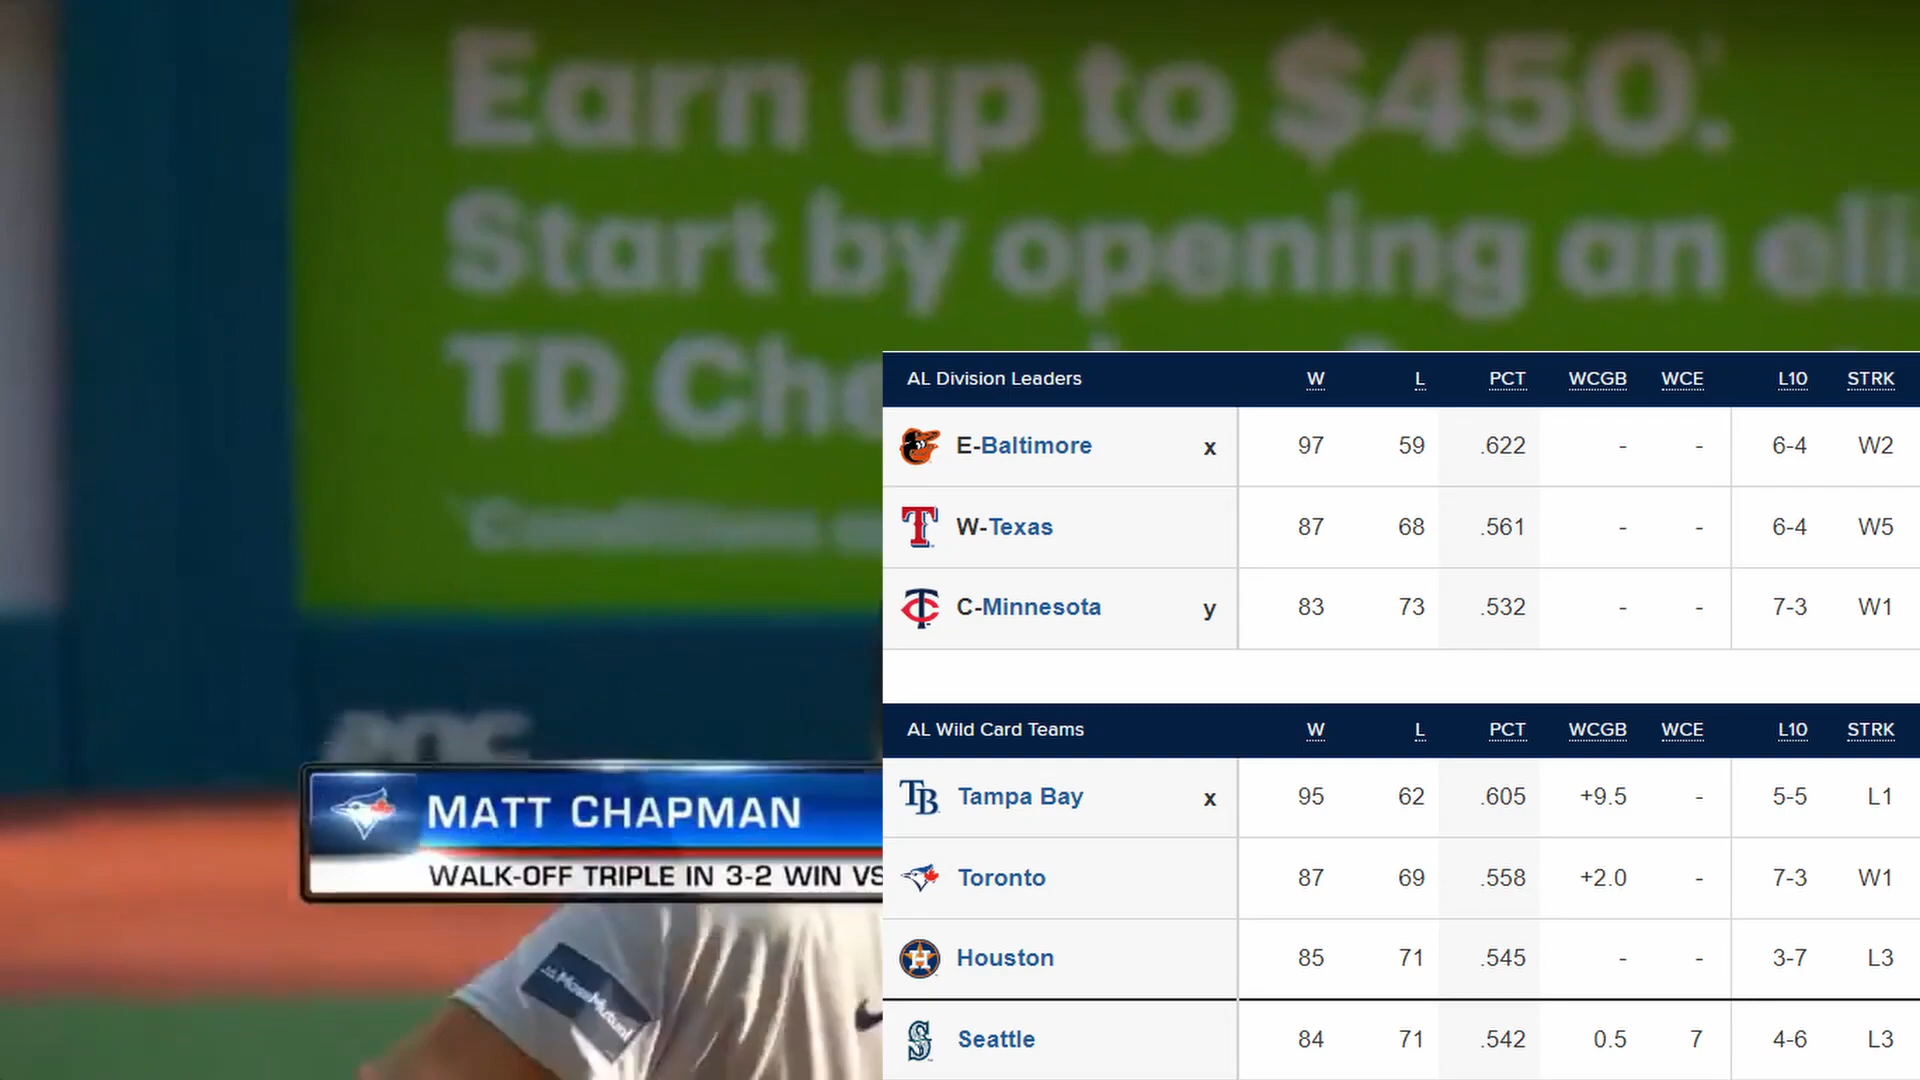 Earn up to $450.
Start by opening an eli
TD Che
anc
MATT CHAPMAN
WALK-OFF TRIPLE IN 3-2 WIN VS
AL Division Leaders W L PCT WCGB WCE L10 STRK
E-Baltimore x 97 59 .622 - - 6-4 W2
W-Texas 87 68 .561 - - 6-4 W5
C-Minnesota y 83 73 .532 - - 7-3 W1
AL Wild Card Teams W L PCT WCGB WCE L10 STRK
Tampa Bay x 95 62 .605 +9.5 - 5-5 L1
Toronto 87 69 .558 +2.0 - 7-3 W1
Houston 85 71 .545 - - 3-7 L3
Seattle 84 71 .542 0.5 7 4-6 L3